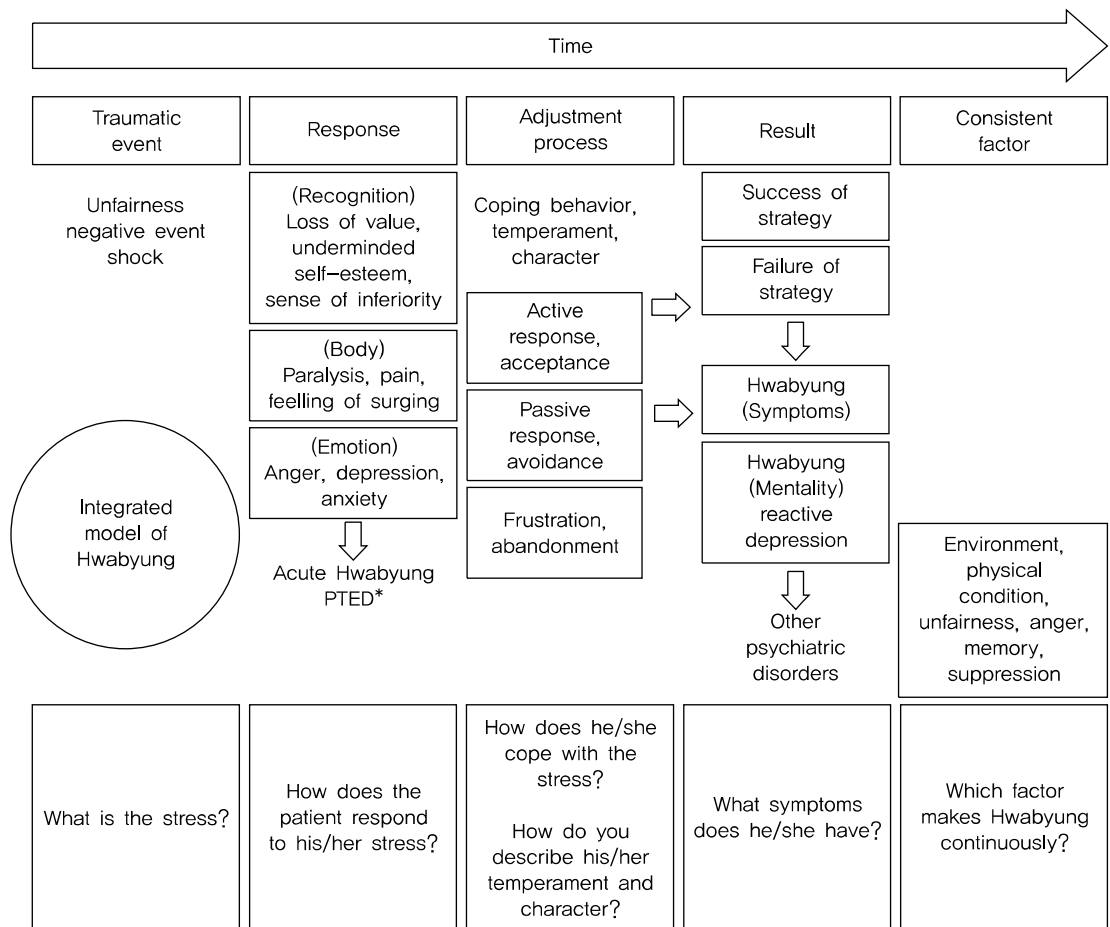 Time
Traumatic
event
Response
Adjustment
process
Result
Consistent
factor
Unfairness
negative event
shock
(Recognition)
Loss of value,
underminded
self-esteem,
sense of inferiority
(Body)
Paralysis, pain,
feelling of surging
(Emotion)
Anger, depression,
anxiety
Acute Hwabyung
PTED*
Coping behavior,
temperament,
character
Active
response,
acceptance
Passive
response,
avoidance
Frustration,
abandonment
Success of
strategy
Failure of
strategy
Hwabyung
(Symptoms)
Hwabyung
(Mentality)
reactive
depression
Other
psychiatric
disorders
Environment,
physical
condition,
unfairness, anger,
memory,
suppression
Integrated
model of
Hwabyung
What is the stress?
How does the
patient respond
to his/her stress?
How does he/she
cope with the
stress?
How do you
describe his/her
temperament and
character?
What symptoms
does he/she have?
Which factor
makes Hwabyung
continuously?